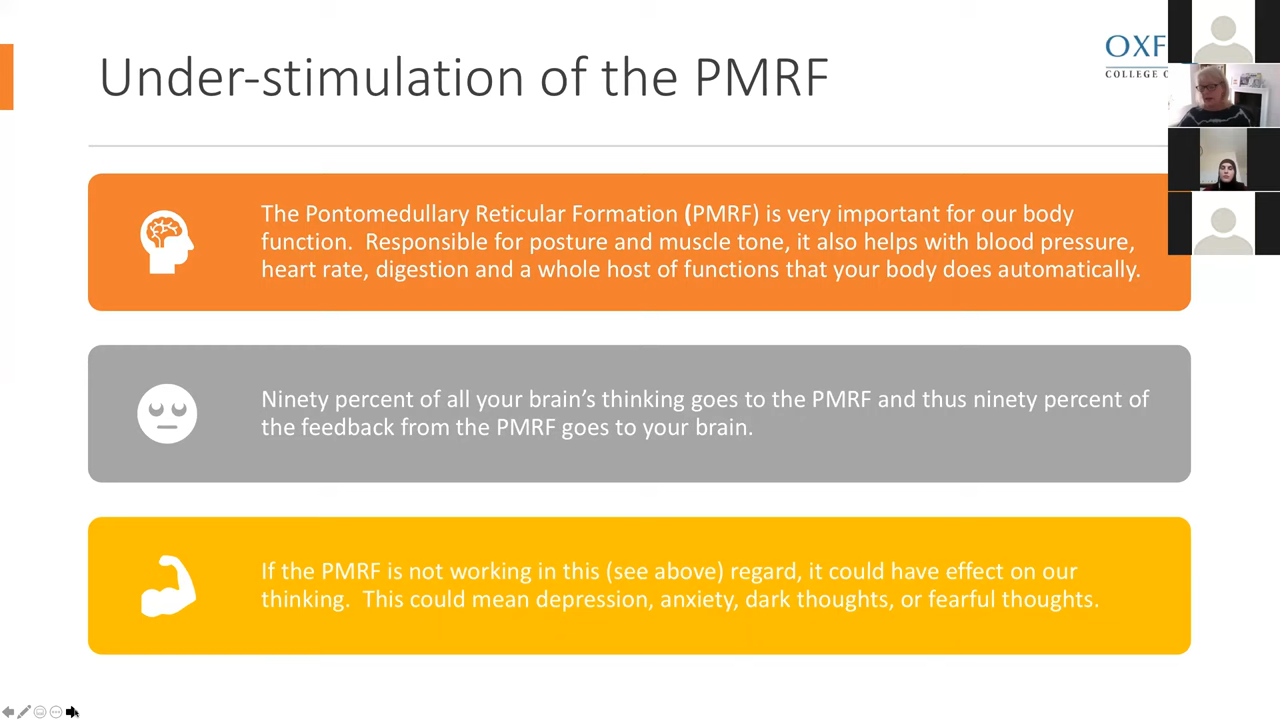 Under-stimulation of the PMRF
OXF
COLLEGE O
The Pontomedullary Reticular Formation (PMRF) is very important for our body
function.  Responsible for posture and muscle tone, it also helps with blood pressure,
heart rate, digestion and a whole host of functions that your body does automatically.
Ninety percent of all your brain’s thinking goes to the PMRF and thus ninety percent of
the feedback from the PMRF goes to your brain.
If the PMRF is not working in this (see above) regard, it could have effect on our
thinking.  This could mean depression, anxiety, dark thoughts, or fearful thoughts.